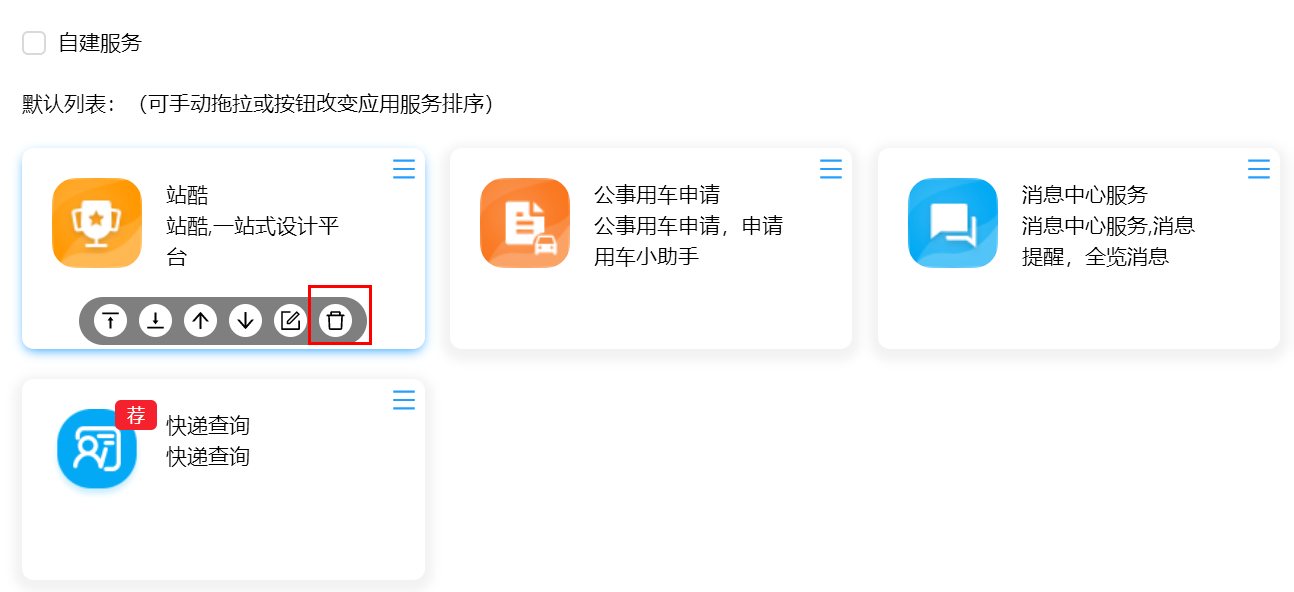 自建服务
默认列表：（可手动拖拉或按钮改变应用服务排序）
站酷
站酷,一站式设计平
台
公事用车申请
公事用车申请，申请
用车小助手
消息中心服务
消息中心服务,消息
提醒，全览消息
荐
快递查询
快递查询